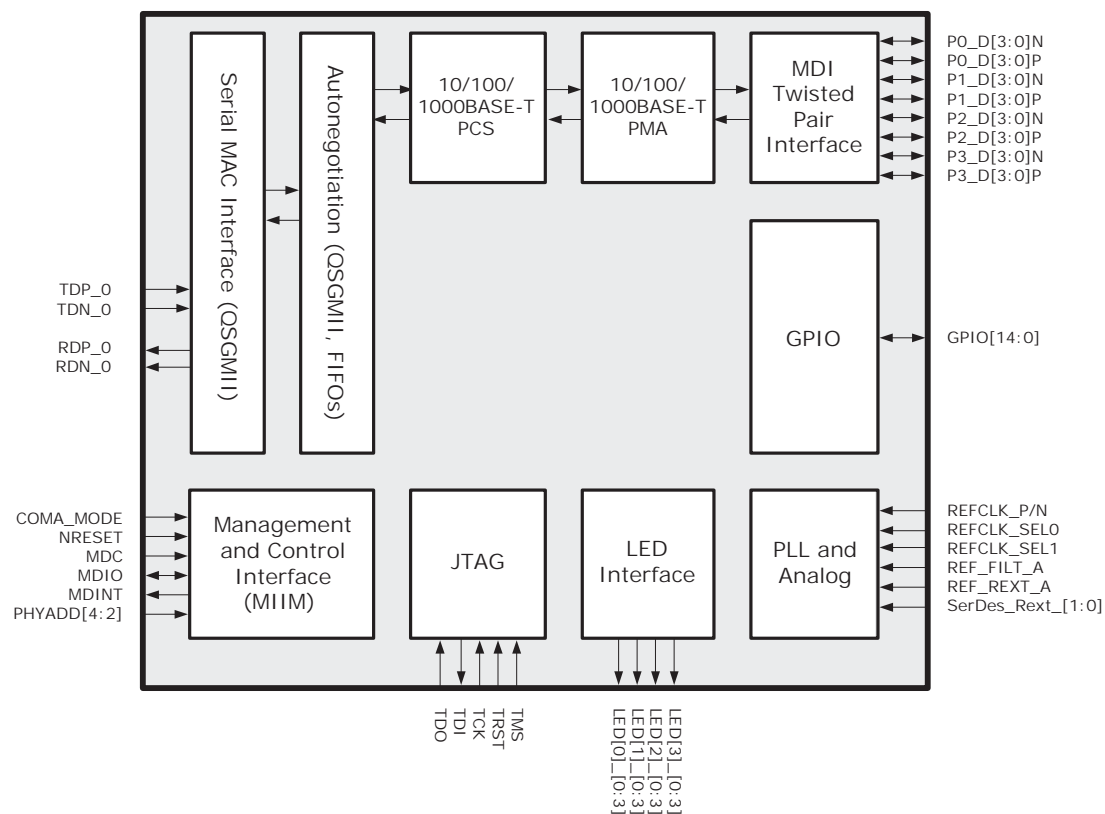 Serial MAC Interface (QSGMII)
Autonegotiation (QSGMII, FIFOs)
10/100/
1000BASE-T
PCS
10/100/
1000BASE-T
PMA
MDI
Twisted
Pair
Interface
P0_D[3:0]N
P0_D[3:0]P
P1_D[3:0]N
P1_D[3:0]P
P2_D[3:0]N
P2_D[3:0]P
P3_D[3:0]N
P3_D[3:0]P
TDP_0
TDN_0
RDP_0
RDN_0
GPIO
GPIO[14:0]
COMA_MODE
NRESET
MDC
MDIO
MDINT
PHYADD[4:2]
Management
and Control
Interface
(MIIM)
JTAG
LED
Interface
PLL and
Analog
REFCLK_P/N
REFCLK_SEL0
REFCLK_SEL1
REF_FILT_A
REF_REXT_A
SerDes_Rext_[1:0]
TDO
TDI
TCK
TRST
TMS
LED[0]_[0:3]
LED[1]_[0:3]
LED[2]_[0:3]
LED[3]_[0:3]